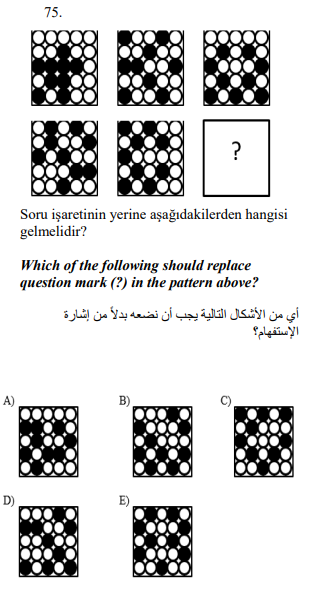 75.
?
Soru işaretinin yerine aşağıdakilerden hangisi
gelmelidir?
Which of the following should replace
question mark (?) in the pattern above?
أي من الأشكال التالية يجب أن نضعه بدلاً من إشارة
الإستفهام؟
A) B) C)
D) E)